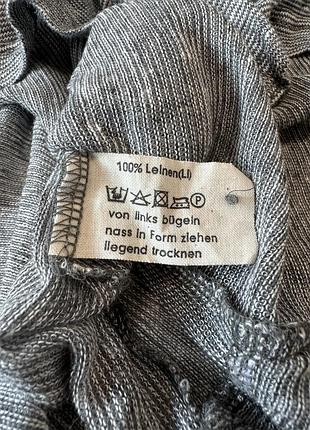 100% Leinen(LI)
P
von links bügeln
nass in Form ziehen
liegend trocknen